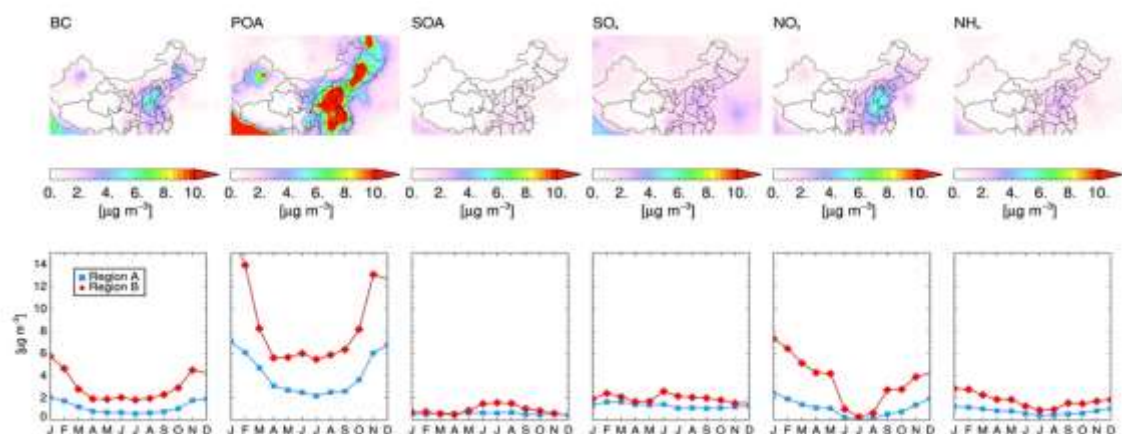 BC POA SOA SOₓ NOₓ NHₓ
0. 2. 4. 6. 8. 10. 0. 2. 4. 6. 8. 10. 0. 2. 4. 6. 8. 10. 0. 2. 4. 6. 8. 10. 0. 2. 4. 6. 8. 10. 0. 2. 4. 6. 8. 10.
[µg m⁻³] [µg m⁻³] [µg m⁻³] [µg m⁻³] [µg m⁻³] [µg m⁻³]
14
12
Region A
10
Region B
8
[µg m⁻³]
6
4
2
0
J F M A M J J A S O N D J F M A M J J A S O N D J F M A M J J A S O N D J F M A M J J A S O N D J F M A M J J A S O N D J F M A M J J A S O N D